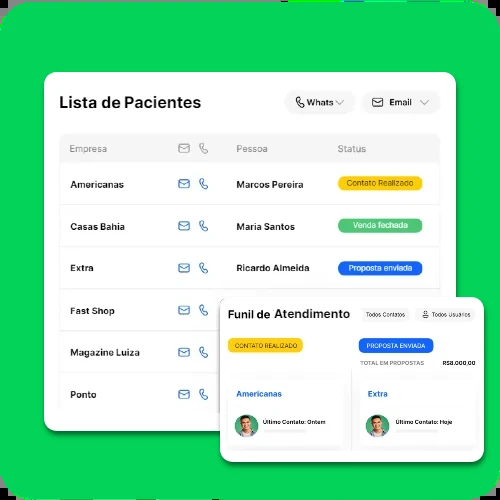 Lista de Pacientes
Whats
Email
Empresa Pessoa Status
Americanas Marcos Pereira Contato Realizado
Casas Bahia Maria Santos Venda fechada
Extra Ricardo Almeida Proposta enviada
Fast Shop
Magazine Luiza
Ponto
Funil de Atendimento Todos Contatos Todos Usuários
CONTATO REALIZADO PROPOSTA ENVIADA
TOTAL EM PROPOSTAS RS8.000,00
Americanas Extra
Último Contato: Ontem Último Contato: Hoje